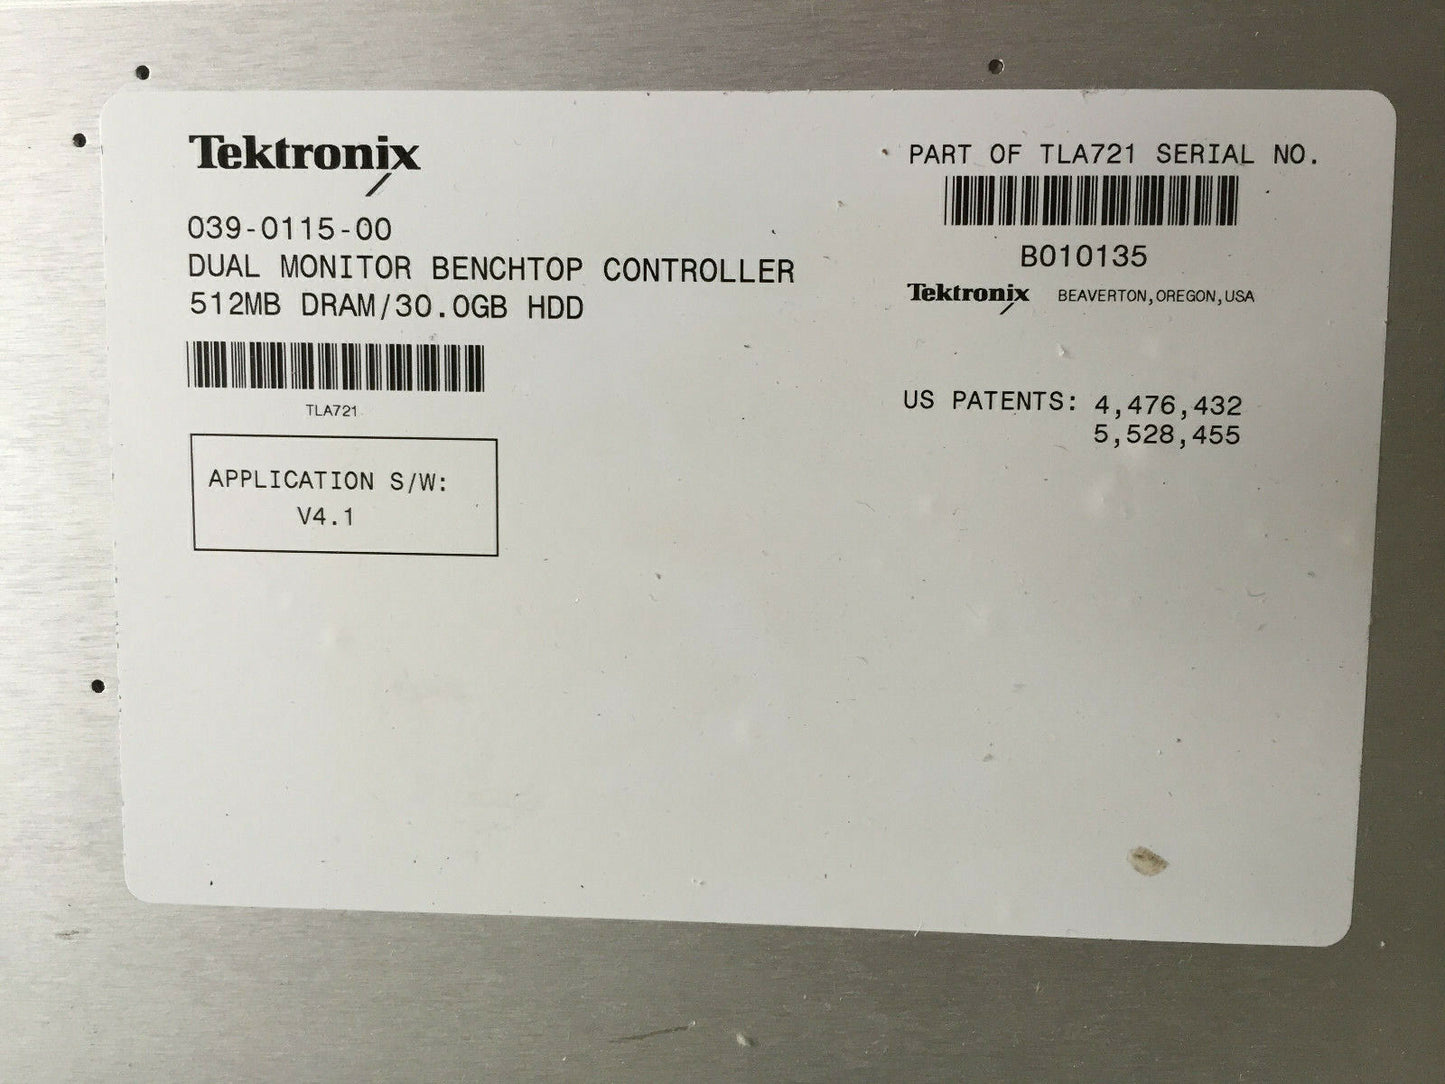 Tektronix
039-0115-00
DUAL MONITOR BENCHTOP CONTROLLER
512MB DRAM/30.0GB HDD
TLA721
APPLICATION S/W:
V4.1
PART OF TLA721 SERIAL NO.
B010135
Tektronix BEAVERTON,OREGON,USA
US PATENTS: 4,476,432
5,528,455